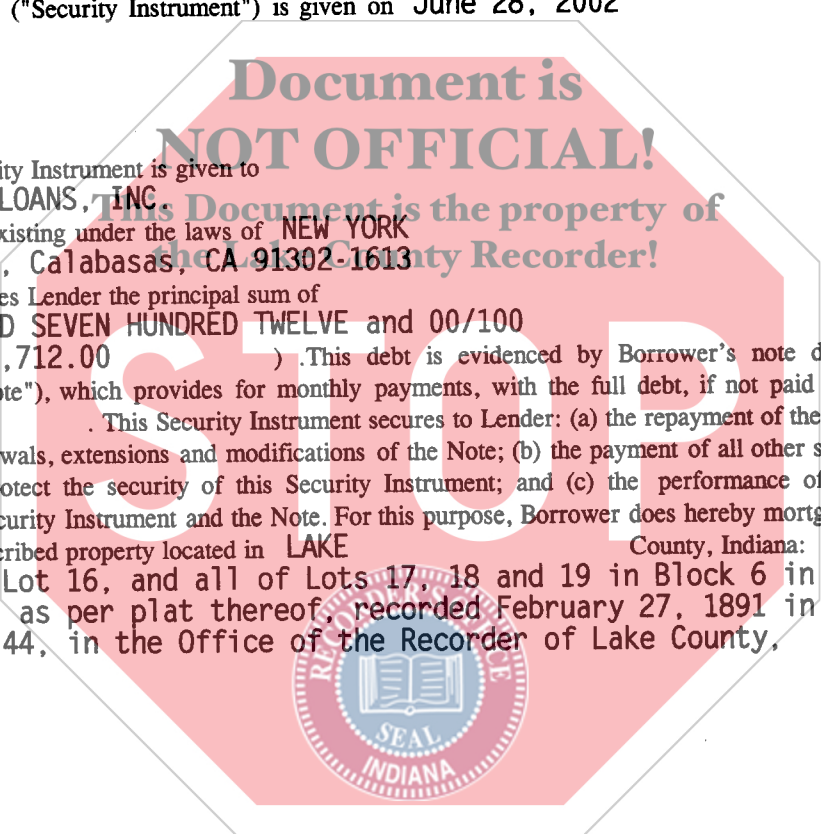 ("Security Instrument") is given on June 28, 2002
Document is
NOT OFFICIAL!
ity Instrument is given to
LOANS, INC.
This Document is the property of
xisting under the laws of NEW YORK
the Lake County Recorder!
, Calabasas, CA 91302-1613
es Lender the principal sum of
D SEVEN HUNDRED TWELVE and 00/100
,712.00 ) .This debt is evidenced by Borrower's note d
ote"), which provides for monthly payments, with the full debt, if not paid
. This Security Instrument secures to Lender: (a) the repayment of the
wals, extensions and modifications of the Note; (b) the payment of all other s
otect the security of this Security Instrument; and (c) the performance of
curity Instrument and the Note. For this purpose, Borrower does hereby mortg
cribed property located in LAKE County, Indiana:
Lot 16, and all of Lots 17, 18 and 19 in Block 6 in
as per plat thereof, recorded February 27, 1891 in
44, in the Office of the Recorder of Lake County,
STOP
RECORDER'S OFFICE
SEAL
INDIANA